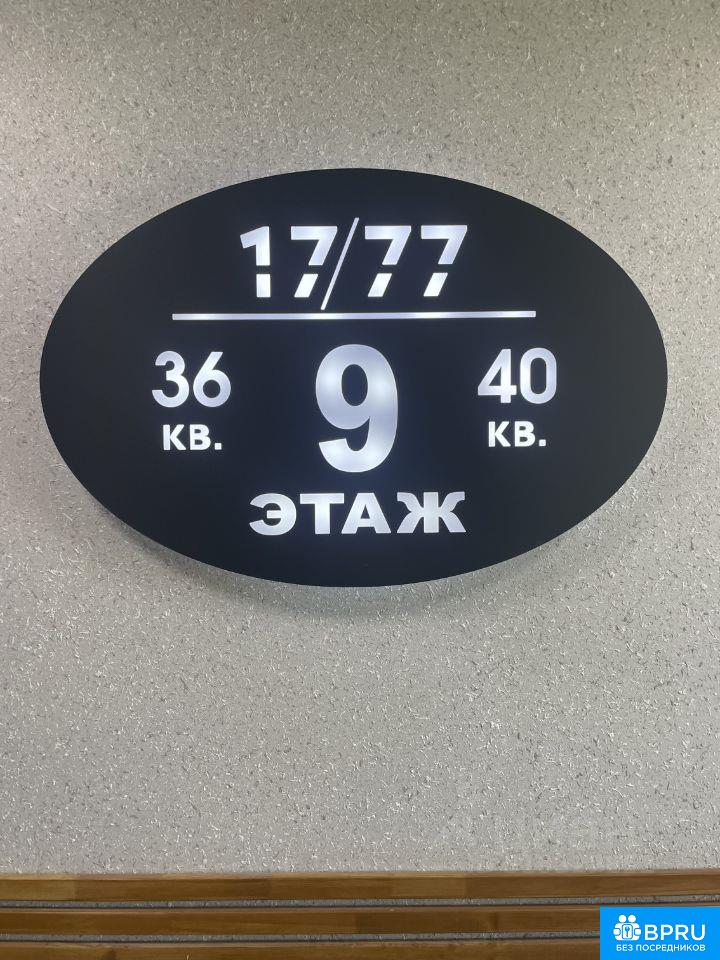 17/77
36 9 40
КВ. КВ.
ЭТАЖ
BPRU
БЕЗ ПОСРЕДНИКОВ